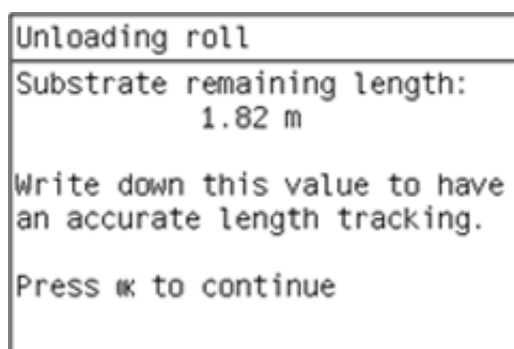 Unloading roll
Substrate remaining length:
1.82 m
Write down this value to have
an accurate length tracking.
Press OK to continue